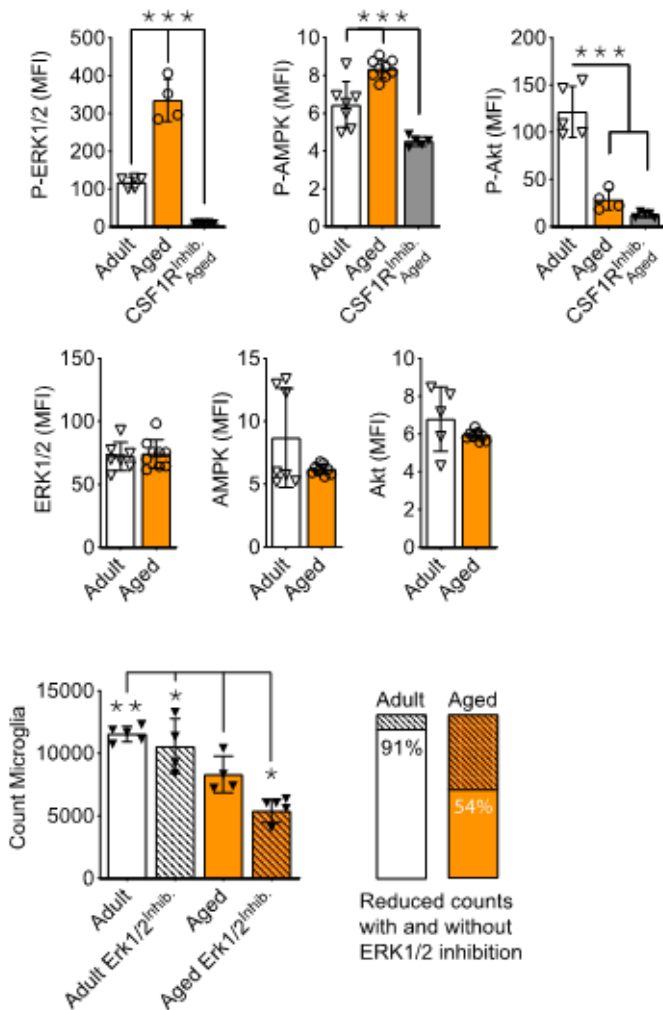 ***
P-ERK1/2 (MFI)
400
300
200
100
0
500
Adult
Aged
CSF1R Inhib. Aged
***
P-AMPK (MFI)
10
8
6
4
2
0
Adult
Aged
CSF1R Inhib. Aged
***
P-Akt (MFI)
200
150
100
50
0
Adult
Aged
CSF1R Inhib. Aged
ERK1/2 (MFI)
150
100
50
0
Adult
Aged
AMPK (MFI)
15
10
5
0
Adult
Aged
Akt (MFI)
10
8
6
4
2
0
Adult
Aged
Count Microglia
15000
10000
5000
0
**
*
*
Adult
Adult Erk1/2 Inhib.
Aged
Aged Erk1/2 Inhib.
Adult Aged
91%
54%
Reduced counts
with and without
ERK1/2 inhibition